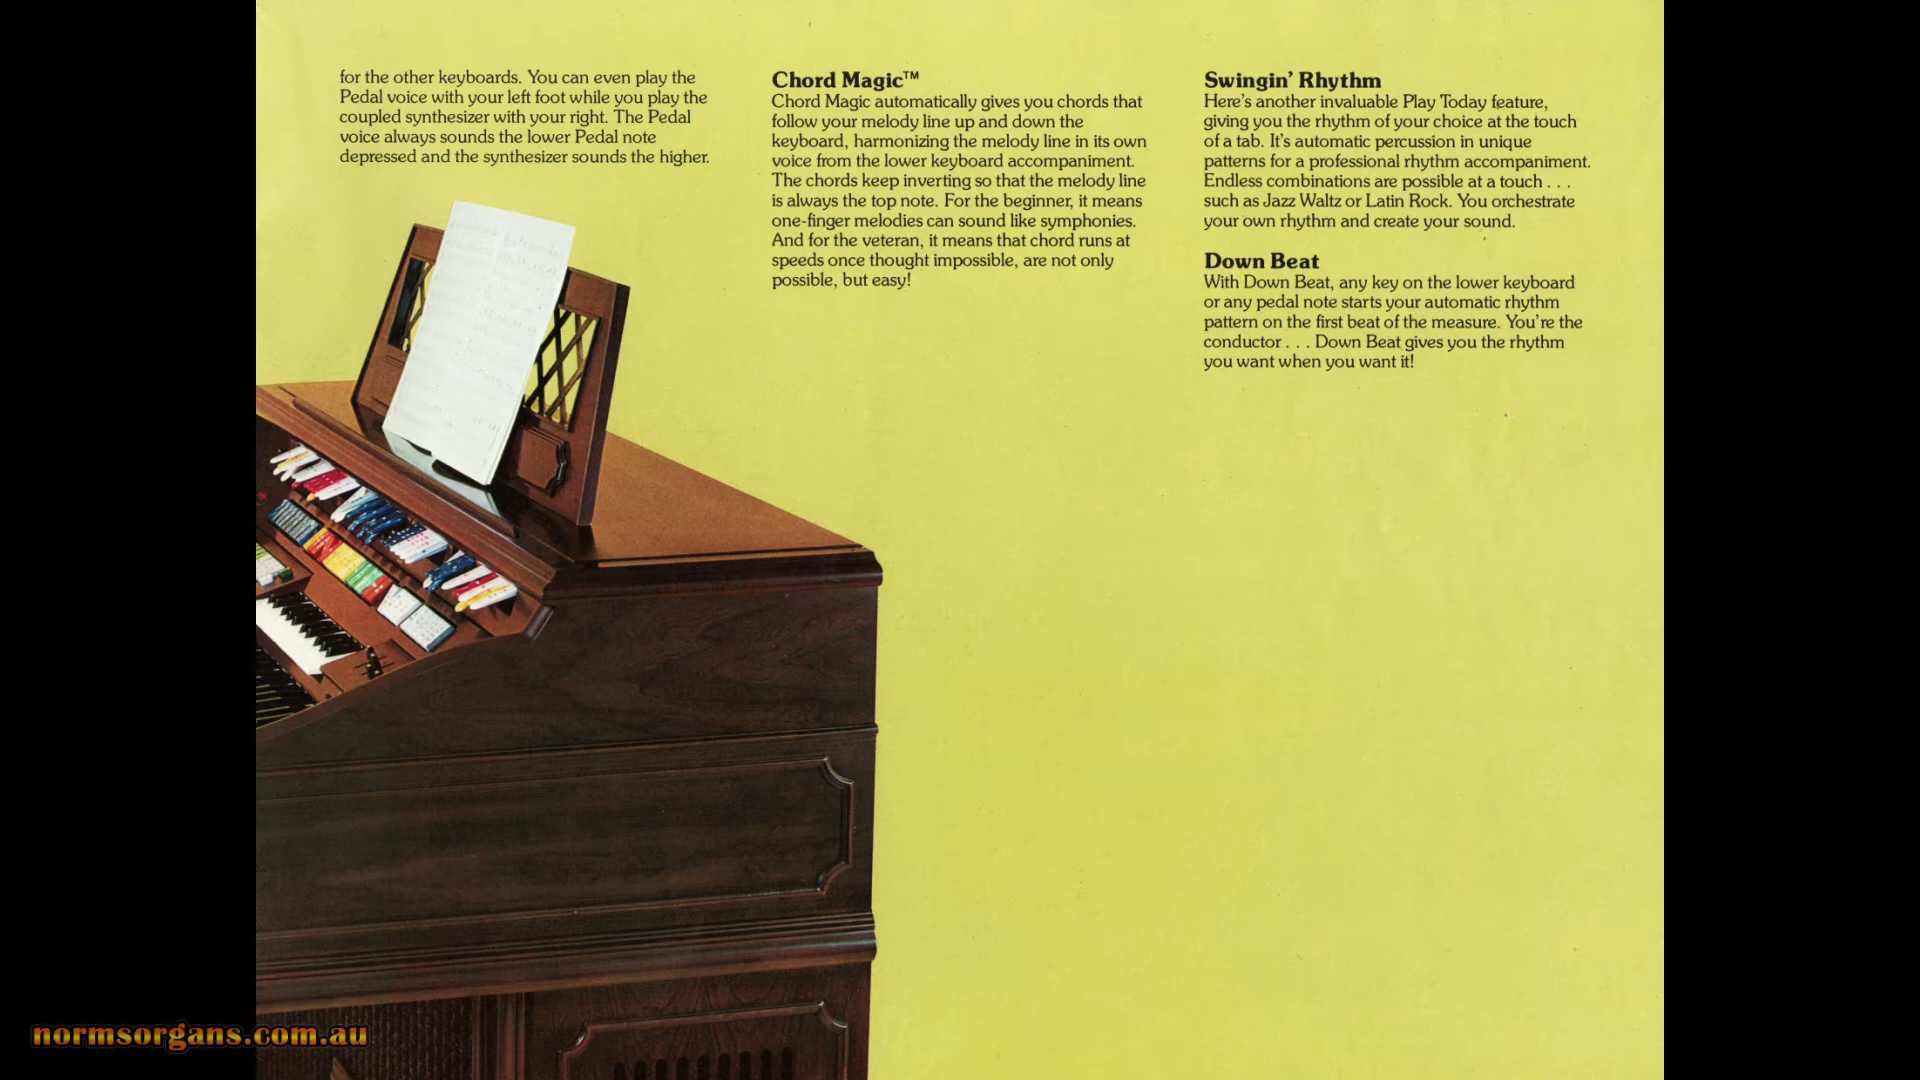 for the other keyboards. You can even play the
Pedal voice with your left foot while you play the
coupled synthesizer with your right. The Pedal
voice always sounds the lower Pedal note
depressed and the synthesizer sounds the higher.
Chord Magic™
Chord Magic automatically gives you chords that
follow your melody line up and down the
keyboard, harmonizing the melody line in its own
voice from the lower keyboard accompaniment.
The chords keep inverting so that the melody line
is always the top note. For the beginner, it means
one-finger melodies can sound like symphonies.
And for the veteran, it means that chord runs at
speeds once thought impossible, are not only
possible, but easy!
Swingin' Rhythm
Here's another invaluable Play Today feature,
giving you the rhythm of your choice at the touch
of a tab. It's automatic percussion in unique
patterns for a professional rhythm accompaniment.
Endless combinations are possible at a touch . . .
such as Jazz Waltz or Latin Rock. You orchestrate
your own rhythm and create your sound.
Down Beat
With Down Beat, any key on the lower keyboard
or any pedal note starts your automatic rhythm
pattern on the first beat of the measure. You're the
conductor . . . Down Beat gives you the rhythm
you want when you want it!
normsorgans.com.au